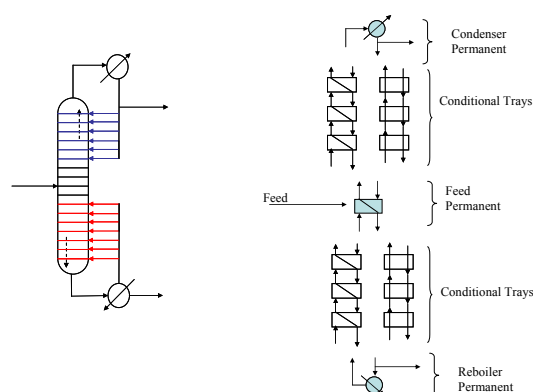 Condenser
Permanent
Conditional Trays
Feed
Feed
Permanent
Conditional Trays
Reboiler
Permanent